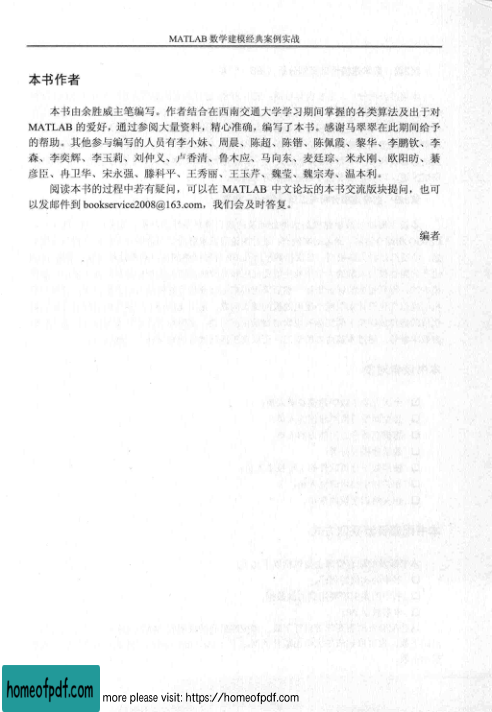 MATLAB 数学建模经典案例实战
本书作者
本书由余胜威主笔编写。作者结合在西南交通大学学习期间掌握的各类算法及出于对
MATLAB 的爱好，通过参阅大量资料，精心准确，编写了本书。感谢马翠翠在此期间给予
的帮助。其他参与编写的人员有李小妹、周晨、陈超、陈锴、陈佩霞、黎华、李鹏钦、李
森、李奕辉、李玉莉、刘仲义、卢香清、鲁木应、马向东、麦廷琮、米永刚、欧阳昉、綦
彦臣、冉卫华、宋永强、滕科平、王秀丽、王玉芹、魏莹、魏宗寿、温本利。
阅读本书的过程中若有疑问，可以在 MATLAB 中文论坛的本书交流版块提问，也可
以发邮件到 bookservice2008@163.com，我们会及时答复。
编者
homeofpdf.com
more please visit: https://homeofpdf.com